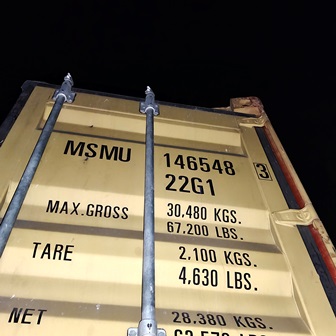 MSMU 146548 3
22G1
MAX.GROSS 30,480 KGS.
67,200 LBS.
TARE 2,100 KGS.
4,630 LBS.
NET 28,380 KGS.